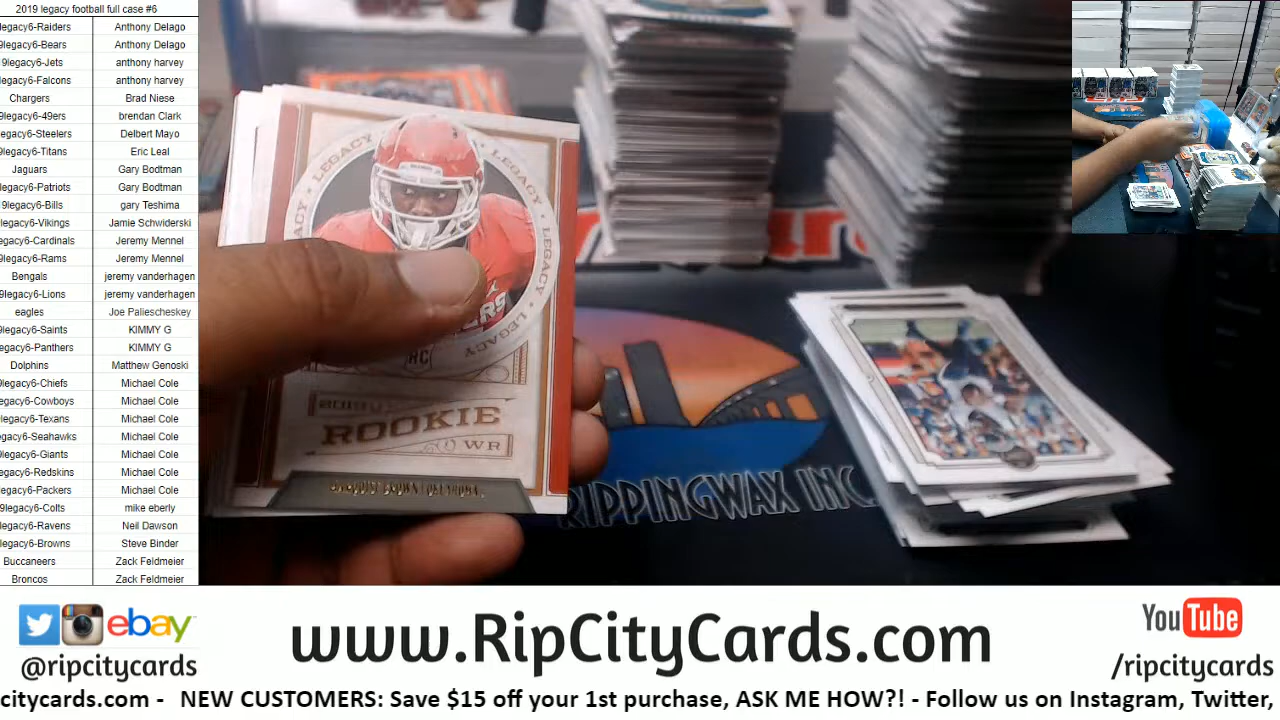 2019 legacy football full case #6
legacy6-Raiders Anthony Delago
9legacy6-Bears Anthony Delago
9legacy6-Jets anthony harvey
9legacy6-Falcons anthony harvey
Chargers Brad Niese
9legacy6-49ers brendan Clark
legacy6-Steelers Delbert Mayo
9legacy6-Titans Eric Leal
Jaguars Gary Bodtman
legacy6-Patriots Gary Bodtman
9legacy6-Bills gary Teshima
legacy6-Vikings Jamie Schwiderski
egacy6-Cardinals Jeremy Mennel
9legacy6-Rams Jeremy Mennel
Bengals jeremy vanderhagen
9legacy6-Lions jeremy vanderhagen
eagles Joe Paliescheskey
legacy6-Saints KIMMY G
egacy6-Panthers KIMMY G
Dolphins Matthew Genoski
legacy6-Chiefs Michael Cole
egacy6-Cowboys Michael Cole
legacy6-Texans Michael Cole
gacy6-Seahawks Michael Cole
legacy6-Giants Michael Cole
egacy6-Redskins Michael Cole
egacy6-Packers Michael Cole
9legacy6-Colts mike eberly
legacy6-Ravens Neil Dawson
legacy6-Browns Steve Binder
Buccaneers Zack Feldmeier
Broncos Zack Feldmeier
LEGACY • LEGACY • LEGACY • LEGACY
RC
ROOKIE
WR
RIPPINGWAX INC
ebay
@ripcitycards
www.RipCityCards.com
YouTube
/ripcitycards
citycards.com - NEW CUSTOMERS: Save $15 off your 1st purchase, ASK ME HOW?! - Follow us on Instagram, Twitter,